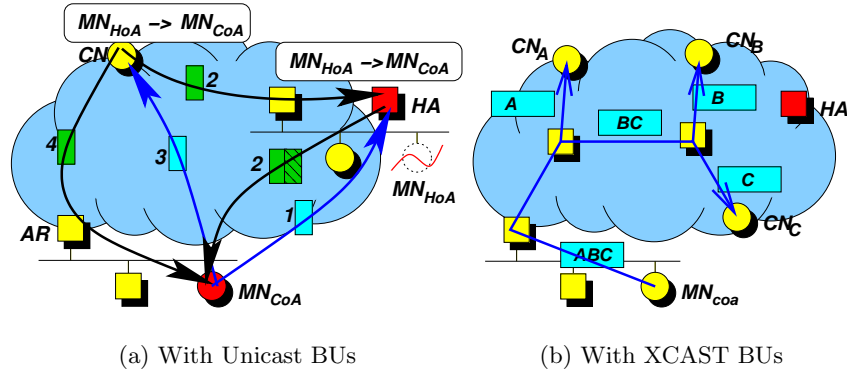 MN_HoA -> MN_CoA
CN
MN_HoA ->MN_CoA
2
HA
4
3
2
1
MN_HoA
AR
MN_CoA
(a) With Unicast BUs
CN_A
CN_B
A
B
HA
BC
C
CN_C
ABC
MN_coa
(b) With XCAST BUs